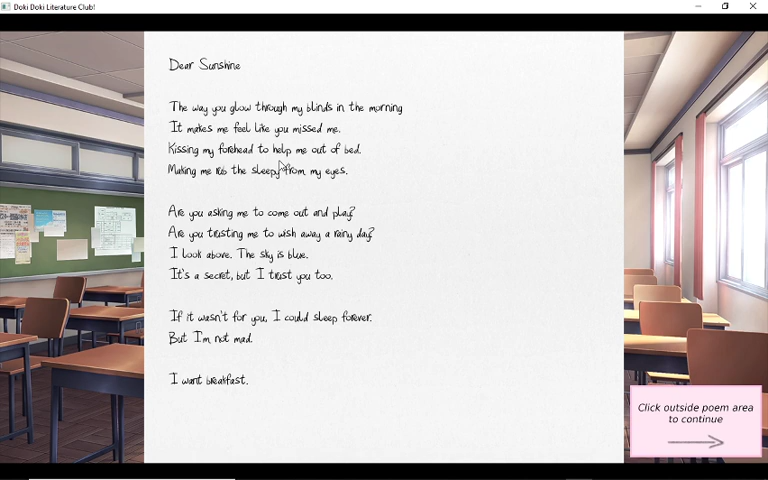 Doki Doki Literature Club!
Dear Sunshine
The way you glow through my blinds in the morning
It makes me feel like you missed me.
Kissing my forehead to help me out of bed.
Making me rub the sleepy from my eyes.
Are you asking me to come out and play?
Are you trusting me to wish away a rainy day?
I look above. The sky is blue.
It's a secret, but I trust you too.
If it wasn't for you, I could sleep forever.
But I'm not mad.
I want breakfast.
Click outside poem area
to continue